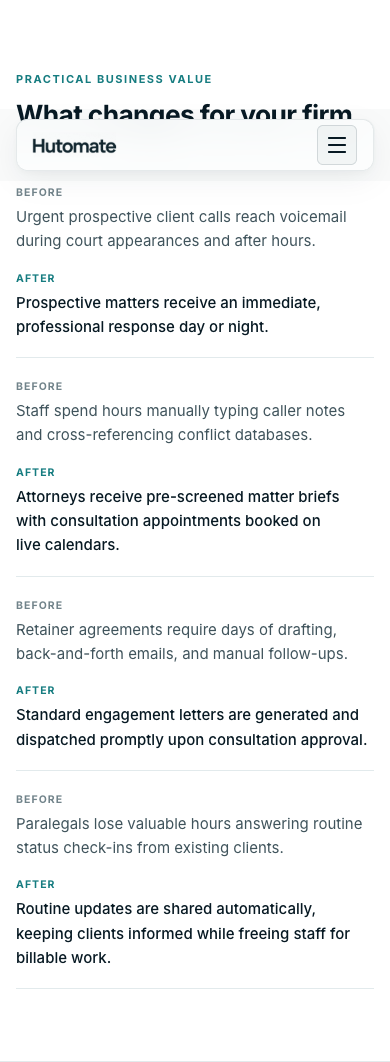 PRACTICAL BUSINESS VALUE
What changes for your firm
Hutomate
BEFORE
Urgent prospective client calls reach voicemail
during court appearances and after hours.
AFTER
Prospective matters receive an immediate,
professional response day or night.
BEFORE
Staff spend hours manually typing caller notes
and cross-referencing conflict databases.
AFTER
Attorneys receive pre-screened matter briefs
with consultation appointments booked on
live calendars.
BEFORE
Retainer agreements require days of drafting,
back-and-forth emails, and manual follow-ups.
AFTER
Standard engagement letters are generated and
dispatched promptly upon consultation approval.
BEFORE
Paralegals lose valuable hours answering routine
status check-ins from existing clients.
AFTER
Routine updates are shared automatically,
keeping clients informed while freeing staff for
billable work.